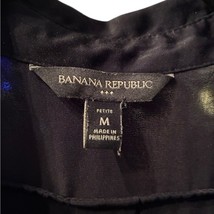 BANANA REPUBLIC
PETITE
M
MADE IN
PHILIPPINES